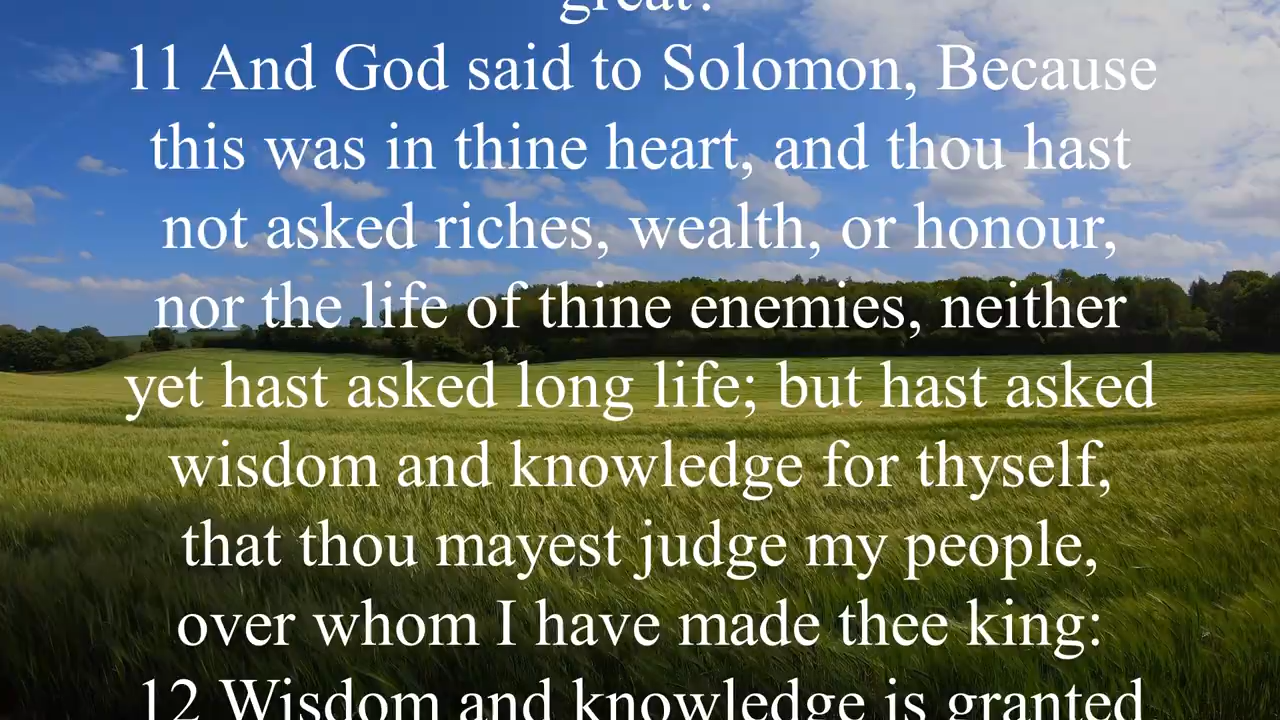 great?
11 And God said to Solomon, Because
this was in thine heart, and thou hast
not asked riches, wealth, or honour,
nor the life of thine enemies, neither
yet hast asked long life; but hast asked
wisdom and knowledge for thyself,
that thou mayest judge my people,
over whom I have made thee king:
12 Wisdom and knowledge is granted